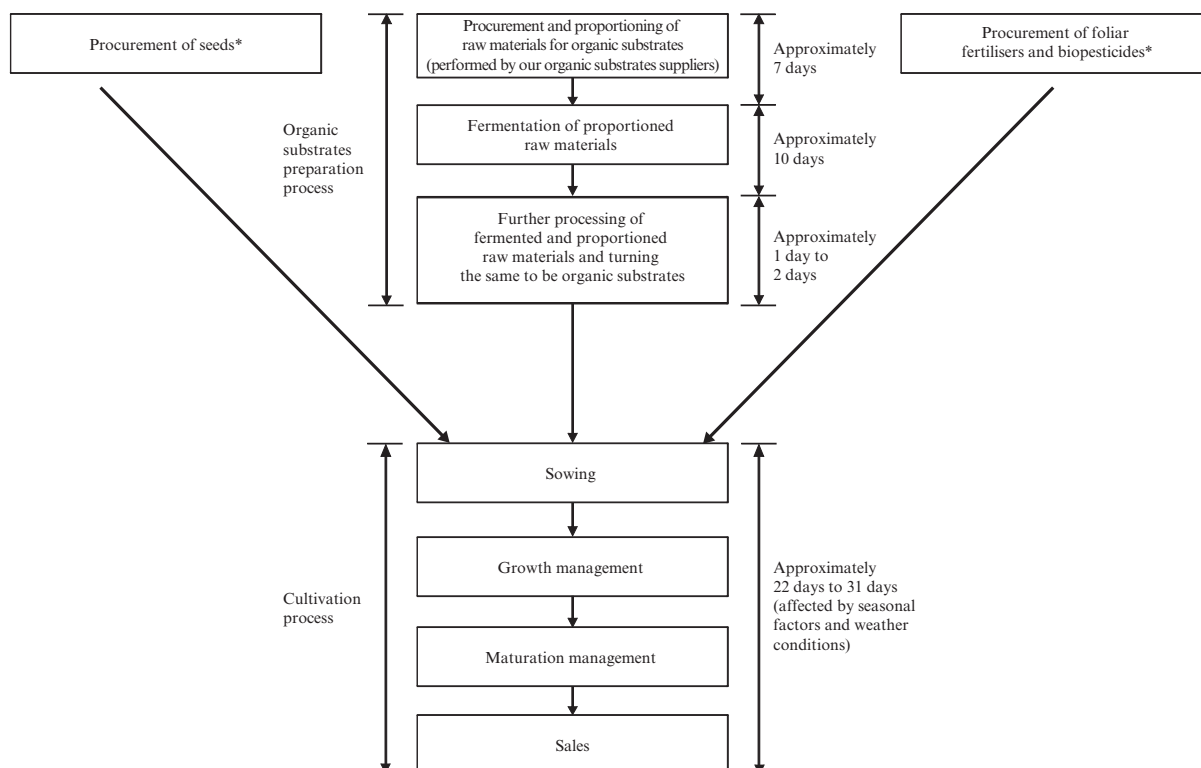 Procurement of seeds*
Procurement and proportioning of
raw materials for organic substrates
(performed by our organic substrates suppliers)
Approximately
7 days
Procurement of foliar
fertilisers and biopesticides*
Organic
substrates
preparation
process
Fermentation of proportioned
raw materials
Approximately
10 days
Further processing of
fermented and proportioned
raw materials and turning
the same to be organic substrates
Approximately
1 day to
2 days
Sowing
Growth management
Cultivation
process
Approximately
22 days to 31 days
(affected by seasonal
factors and weather
conditions)
Maturation management
Sales